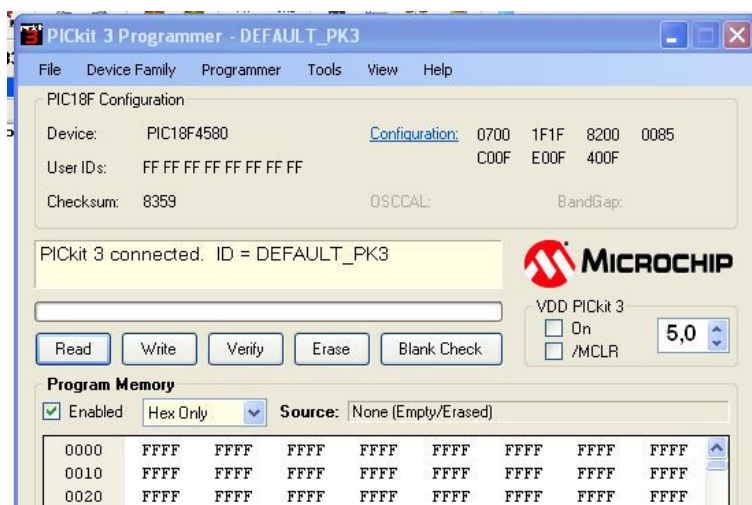 PICkit 3 Programmer - DEFAULT_PK3
File Device Family Programmer Tools View Help
PIC18F Configuration
Device: PIC18F4580 Configuration: 0700 1F1F 8200 0085
C00F E00F 400F
User IDs: FF FF FF FF FF FF FF FF
Checksum: 8359 OSCCAL: BandGap:
PICkit 3 connected. ID = DEFAULT_PK3
MICROCHIP
VDD PICkit 3
On
/MCLR
5,0
Read Write Verify Erase Blank Check
Program Memory
Enabled Hex Only Source: None (Empty/Erased)
0000 FFFF FFFF FFFF FFFF FFFF FFFF FFFF FFFF
0010 FFFF FFFF FFFF FFFF FFFF FFFF FFFF FFFF
0020 FFFF FFFF FFFF FFFF FFFF FFFF FFFF FFFF